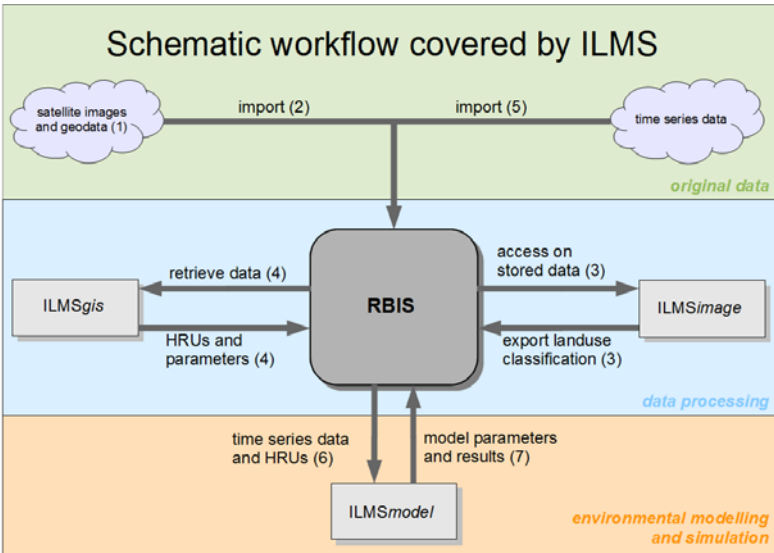 Schematic workflow covered by ILMS
satellite images
and geodata (1)
import (2)
import (5)
time series data
original data
retrieve data (4)
access on
stored data (3)
ILMSgis
RBIS
ILMSimage
HRUs and
parameters (4)
export landuse
classification (3)
data processing
time series data
and HRUs (6)
model parameters
and results (7)
ILMSmodel
environmental modelling
and simulation